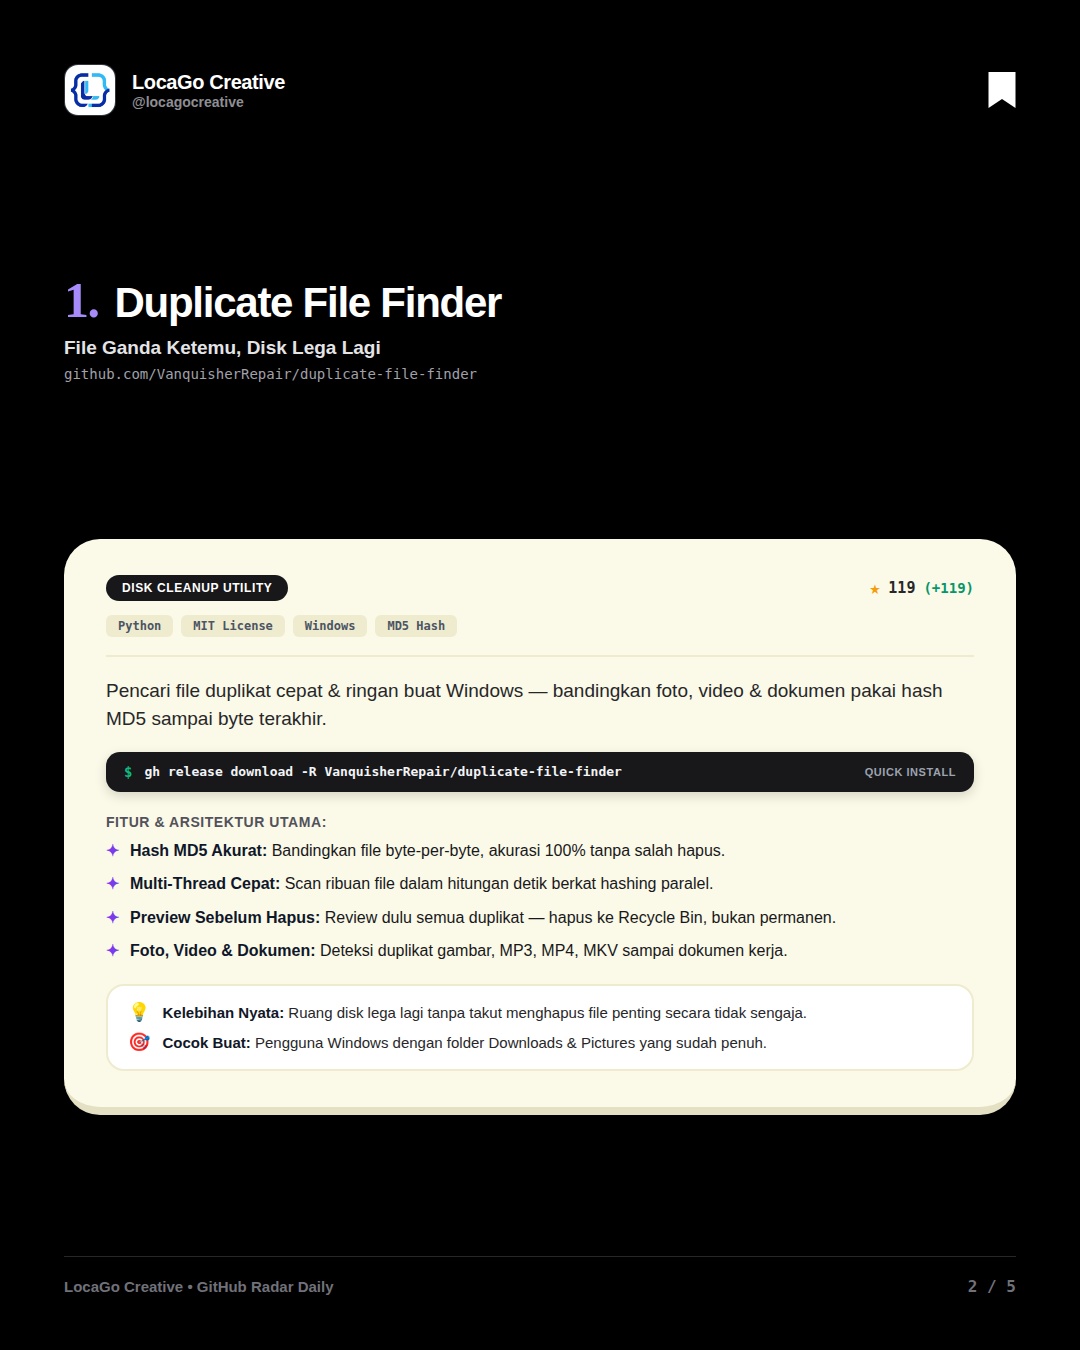 LocaGo Creative
@locagocreative
1. Duplicate File Finder
File Ganda Ketemu, Disk Lega Lagi
github.com/VanquisherRepair/duplicate-file-finder
DISK CLEANUP UTILITY
★ 119 (+119)
Python MIT License Windows MD5 Hash
Pencari file duplikat cepat & ringan buat Windows — bandingkan foto, video & dokumen pakai hash
MD5 sampai byte terakhir.
$ gh release download -R VanquisherRepair/duplicate-file-finder QUICK INSTALL
FITUR & ARSITEKTUR UTAMA:
✦ Hash MD5 Akurat: Bandingkan file byte-per-byte, akurasi 100% tanpa salah hapus.
✦ Multi-Thread Cepat: Scan ribuan file dalam hitungan detik berkat hashing paralel.
✦ Preview Sebelum Hapus: Review dulu semua duplikat — hapus ke Recycle Bin, bukan permanen.
✦ Foto, Video & Dokumen: Deteksi duplikat gambar, MP3, MP4, MKV sampai dokumen kerja.
💡 Kelebihan Nyata: Ruang disk lega lagi tanpa takut menghapus file penting secara tidak sengaja.
🎯 Cocok Buat: Pengguna Windows dengan folder Downloads & Pictures yang sudah penuh.
LocaGo Creative • GitHub Radar Daily
2 / 5